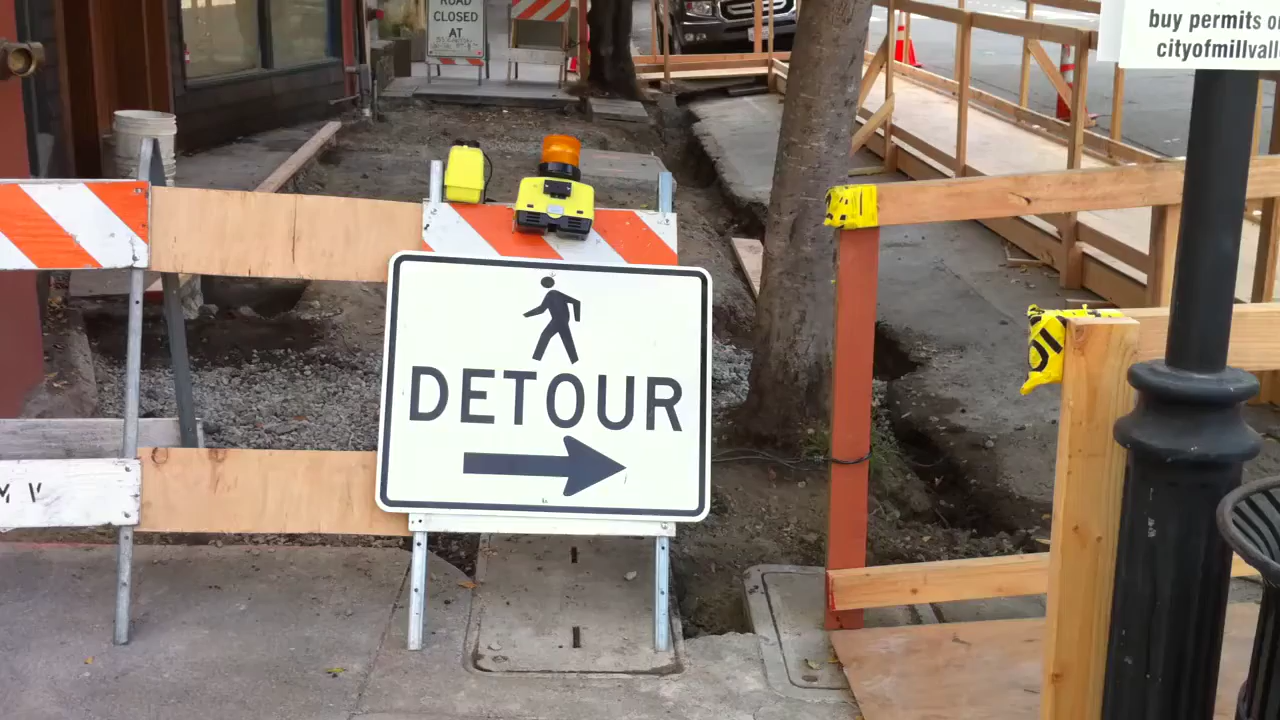 ROAD
CLOSED
AT
buy permits o
cityofmillvall
DETOUR